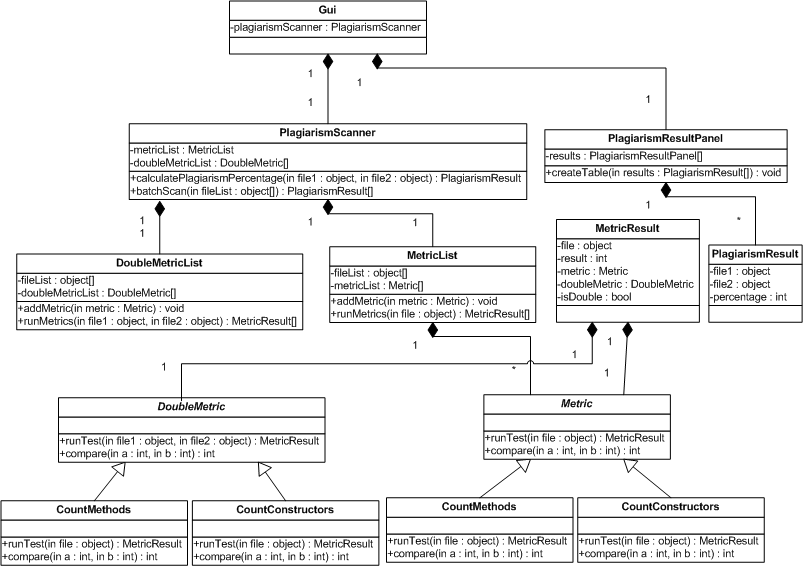 Gui
-plagiarismScanner : PlagiarismScanner
1
1
1
1
PlagiarismScanner
-metricList : MetricList
-doubleMetricList : DoubleMetric[]
+calculatePlagiarismPercentage(in file1 : object, in file2 : object) : PlagiarismResult
+batchScan(in fileList : object[]) : PlagiarismResult[]
PlagiarismResultPanel
-results : PlagiarismResultPanel[]
+createTable(in results : PlagiarismResult[]) : void
1
1
1
1
1
*
DoubleMetricList
-fileList : object[]
-doubleMetricList : DoubleMetric[]
+addMetric(in metric : Metric) : void
+runMetrics(in file1 : object, in file2 : object) : MetricResult[]
MetricList
-fileList : object[]
-metricList : Metric[]
+addMetric(in metric : Metric) : void
+runMetrics(in file : object) : MetricResult[]
MetricResult
-file : object
-result : int
-metric : Metric
-doubleMetric : DoubleMetric
-isDouble : bool
PlagiarismResult
-file1 : object
-file2 : object
-percentage : int
1
1
1
1
*
1
DoubleMetric
+runTest(in file1 : object, in file2 : object) : MetricResult
+compare(in a : int, in b : int) : int
Metric
+runTest(in file : object) : MetricResult
+compare(in a : int, in b : int) : int
CountMethods
+runTest(in file : object) : MetricResult
+compare(in a : int, in b : int) : int
CountConstructors
+runTest(in file : object) : MetricResult
+compare(in a : int, in b : int) : int
CountMethods
+runTest(in file : object) : MetricResult
+compare(in a : int, in b : int) : int
CountConstructors
+runTest(in file : object) : MetricResult
+compare(in a : int, in b : int) : int